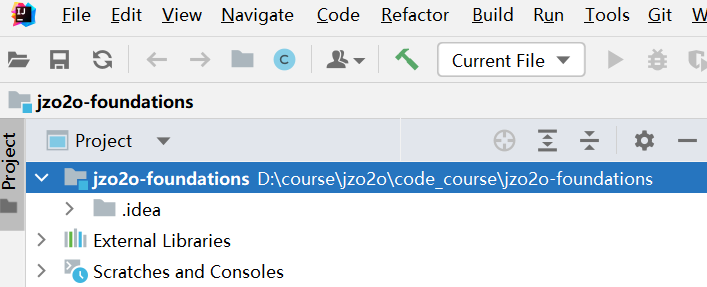 File Edit View Navigate Code Refactor Build Run Tools Git
Current File
jzo2o-foundations
Project
Project
jzo2o-foundations D:\course\jzo2o\code_course\jzo2o-foundations
.idea
External Libraries
Scratches and Consoles